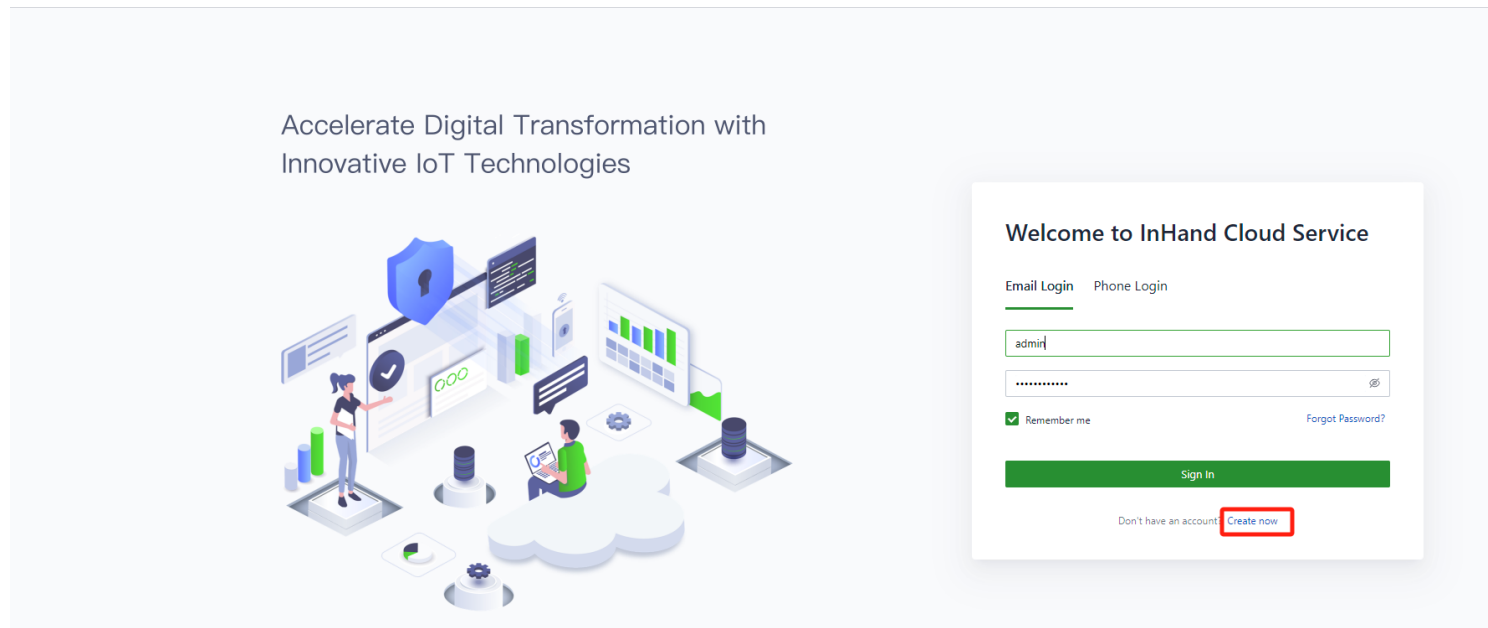 Accelerate Digital Transformation with
Innovative IoT Technologies
Welcome to InHand Cloud Service
Email Login Phone Login
admin
••••••••••••
Remember me Forgot Password?
Sign In
Don't have an account? Create now